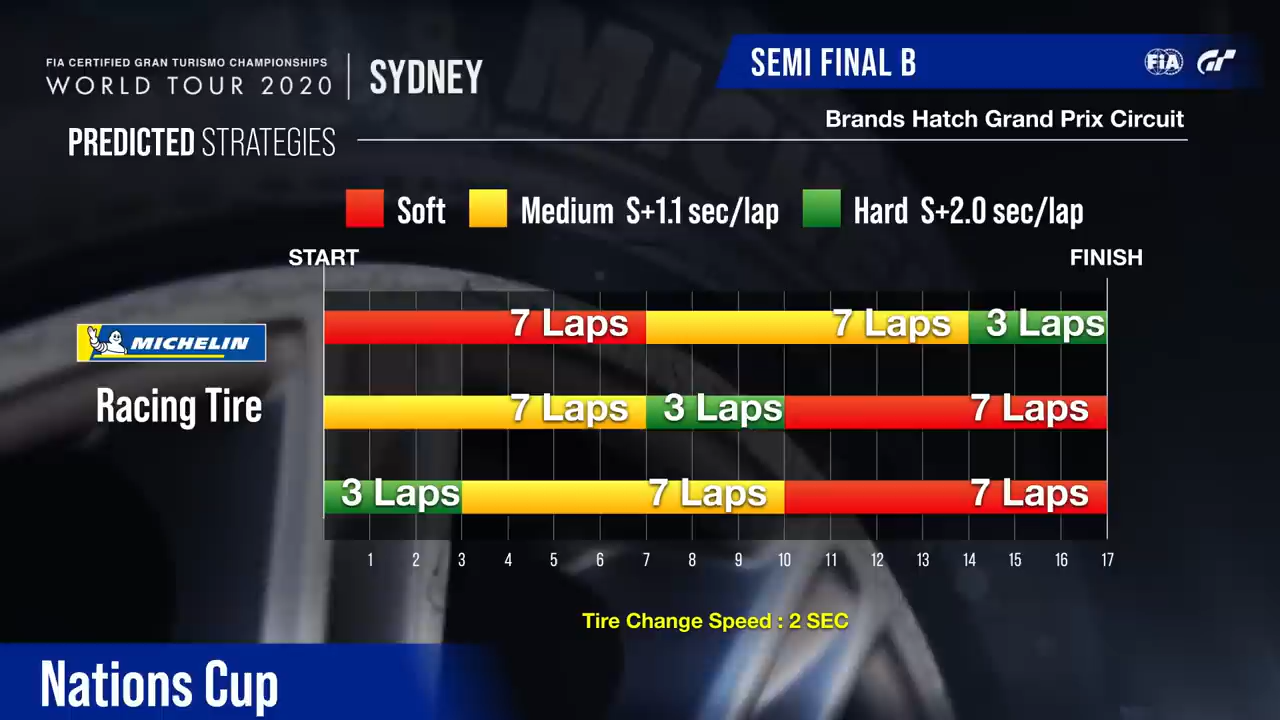 FIA CERTIFIED GRAN TURISMO CHAMPIONSHIPS
WORLD TOUR 2020
SYDNEY
SEMI FINAL B
FiA
GT
Brands Hatch Grand Prix Circuit
PREDICTED STRATEGIES
Soft
Medium S+1.1 sec/lap
Hard S+2.0 sec/lap
START
FINISH
MICHELIN
Racing Tire
7 Laps 7 Laps 3 Laps
7 Laps 3 Laps 7 Laps
3 Laps 7 Laps 7 Laps
1 2 3 4 5 6 7 8 9 10 11 12 13 14 15 16 17
Tire Change Speed : 2 SEC
Nations Cup